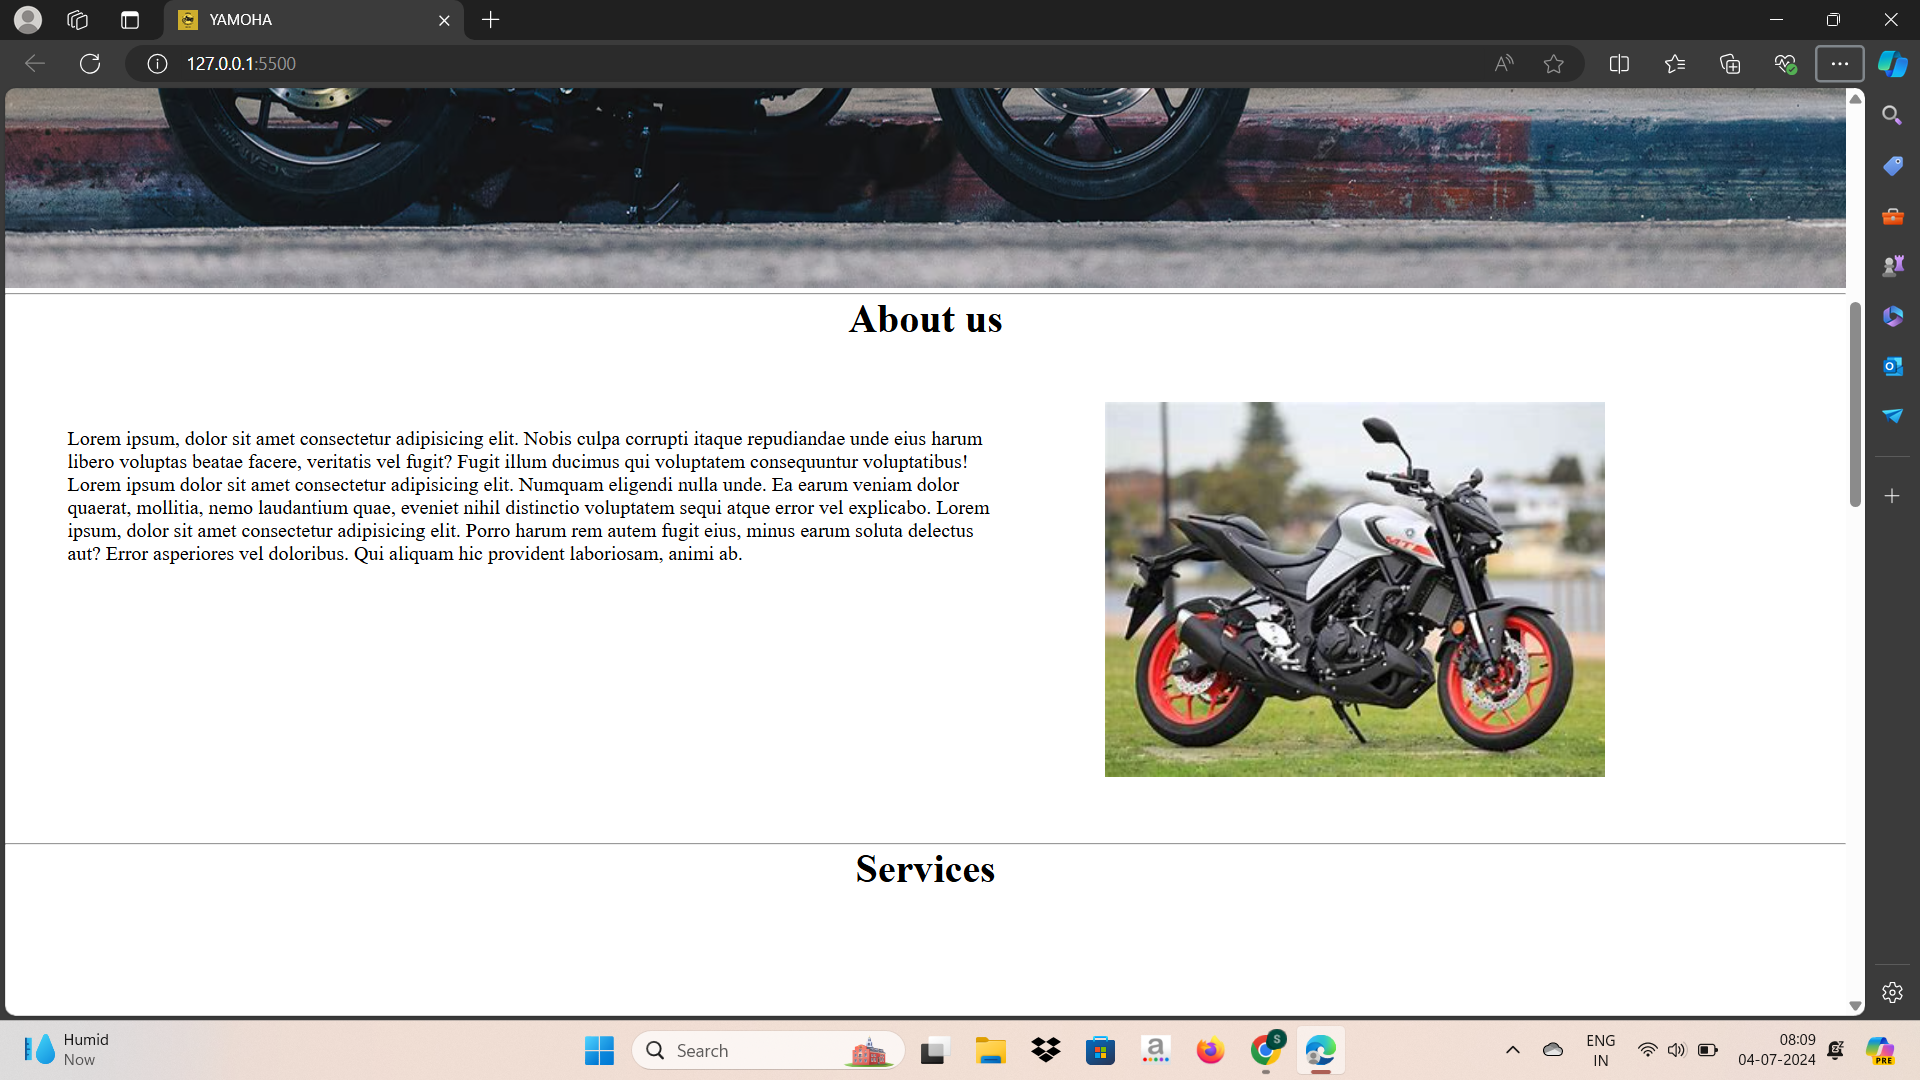 YAMOHA
127.0.0.1:5500
About us
Lorem ipsum, dolor sit amet consectetur adipisicing elit. Nobis culpa corrupti itaque repudiandae unde eius harum
libero voluptas beatae facere, veritatis vel fugit? Fugit illum ducimus qui voluptatem consequuntur voluptatibus!
Lorem ipsum dolor sit amet consectetur adipisicing elit. Numquam eligendi nulla unde. Ea earum veniam dolor
quaerat, mollitia, nemo laudantium quae, eveniet nihil distinctio voluptatem sequi atque error vel explicabo. Lorem
ipsum, dolor sit amet consectetur adipisicing elit. Porro harum rem autem fugit eius, minus earum soluta delectus
aut? Error asperiores vel doloribus. Qui aliquam hic provident laboriosam, animi ab.
MT
Services
Humid
Now
Search
ENG
IN
08:09
04-07-2024
PRE